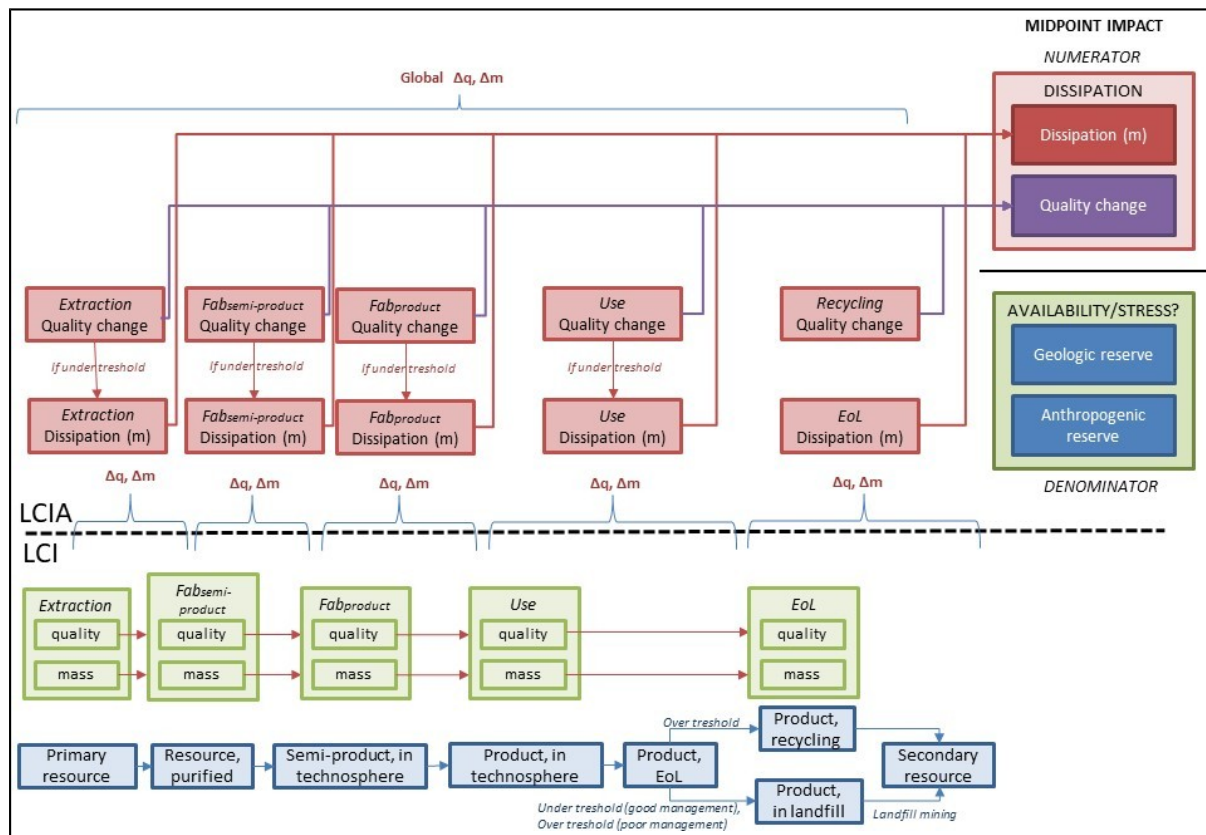 MIDPOINT IMPACT
NUMERATOR
Global Δq, Δm
DISSIPATION
Dissipation (m)
Quality change
Extraction
Quality change
Fabsemi-product
Quality change
Fabproduct
Quality change
Use
Quality change
Recycling
Quality change
If under treshold
If under treshold
If under treshold
If under treshold
Extraction
Dissipation (m)
Fabsemi-product
Dissipation (m)
Fabproduct
Dissipation (m)
Use
Dissipation (m)
EoL
Dissipation (m)
AVAILABILITY/STRESS?
Geologic reserve
Anthropogenic
reserve
DENOMINATOR
Δq, Δm
Δq, Δm
Δq, Δm
Δq, Δm
Δq, Δm
LCIA
LCI
Extraction
quality
mass
Fabsemi-
product
quality
mass
Fabproduct
quality
mass
Use
quality
mass
EoL
quality
mass
Primary
resource
Resource,
purified
Semi-product, in
technosphere
Product, in
technosphere
Product,
EoL
Over treshold
Product,
recycling
Under treshold (good management),
Over treshold (poor management)
Product,
in landfill
Landfill mining
Secondary
resource